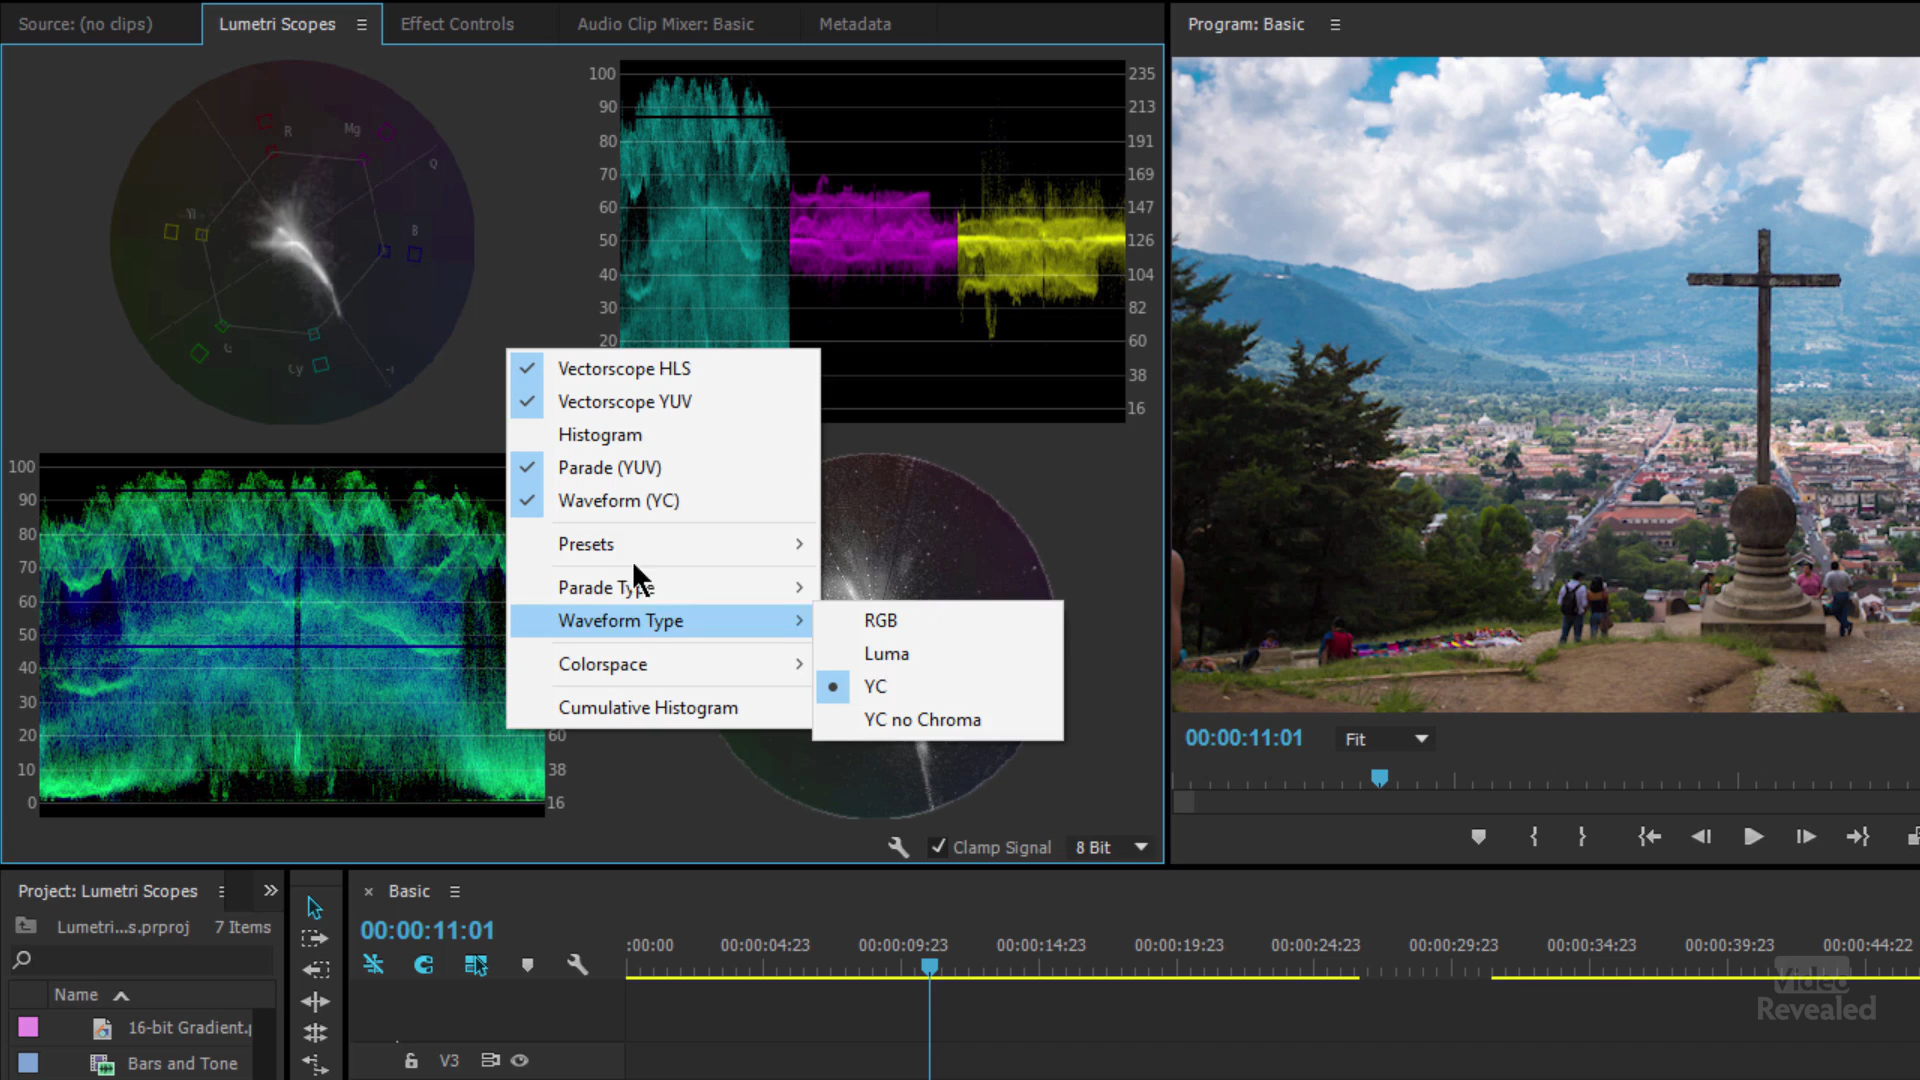 Source: (no clips)
Lumetri Scopes
Effect Controls
Audio Clip Mixer: Basic
Metadata
Program: Basic
R
Mg
Q
Yl
B
G
Cy
-I
100
90
80
70
60
50
40
30
20
235
213
191
169
147
126
104
82
60
38
16
100
90
80
70
60
50
40
30
20
10
0
60
38
16
Vectorscope HLS
Vectorscope YUV
Histogram
Parade (YUV)
Waveform (YC)
Presets
Parade Type
Waveform Type
Colorspace
Cumulative Histogram
RGB
Luma
YC
YC no Chroma
Clamp Signal
8 Bit
00:00:11:01
Fit
Project: Lumetri Scopes
Lumetri...s.prproj
7 Items
Name
16-bit Gradient.p
Bars and Tone
Basic
00:00:11:01
:00:00
00:00:04:23
00:00:09:23
00:00:14:23
00:00:19:23
00:00:24:23
00:00:29:23
00:00:34:23
00:00:39:23
00:00:44:22
V3
Video
Revealed